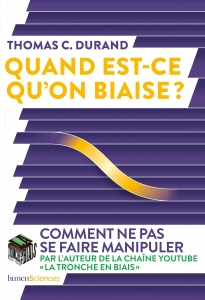 THOMAS C. DURAND
QUAND EST-CE
QU'ON BIAISE ?
COMMENT NE PAS
SE FAIRE MANIPULER
PAR L'AUTEUR DE LA CHAÎNE YOUTUBE
« LA TRONCHE EN BIAIS »
humenSciences